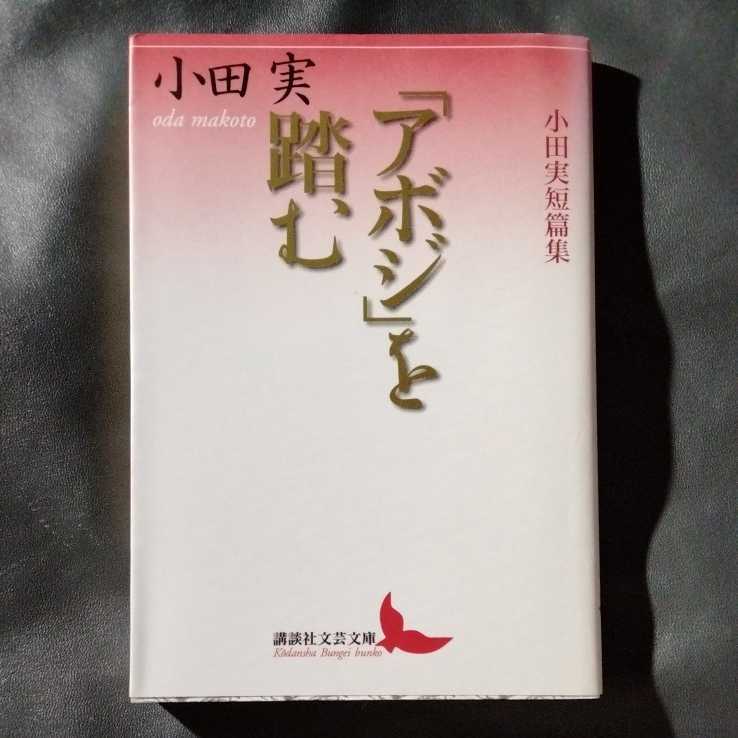 小田 実
oda makoto
「アボジ」を
踏む
小田実短篇集
講談社文芸文庫
Kōdansha Bungei bunko